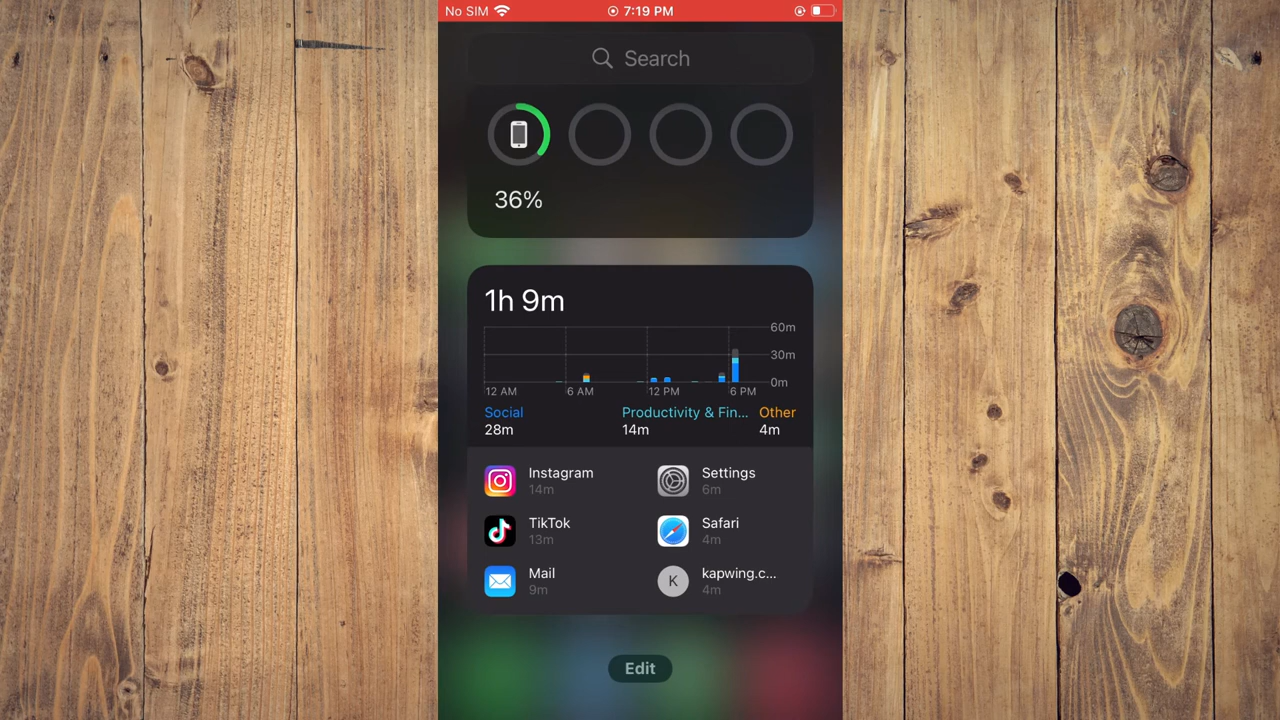 No SIM 7:19 PM
Search
36%
1h 9m
60m
30m
0m
12 AM 6 AM 12 PM 6 PM
Social Productivity & Fin... Other
28m 14m 4m
Instagram Settings
14m 6m
TikTok Safari
13m 4m
Mail kapwing.c...
9m 4m
K
Edit